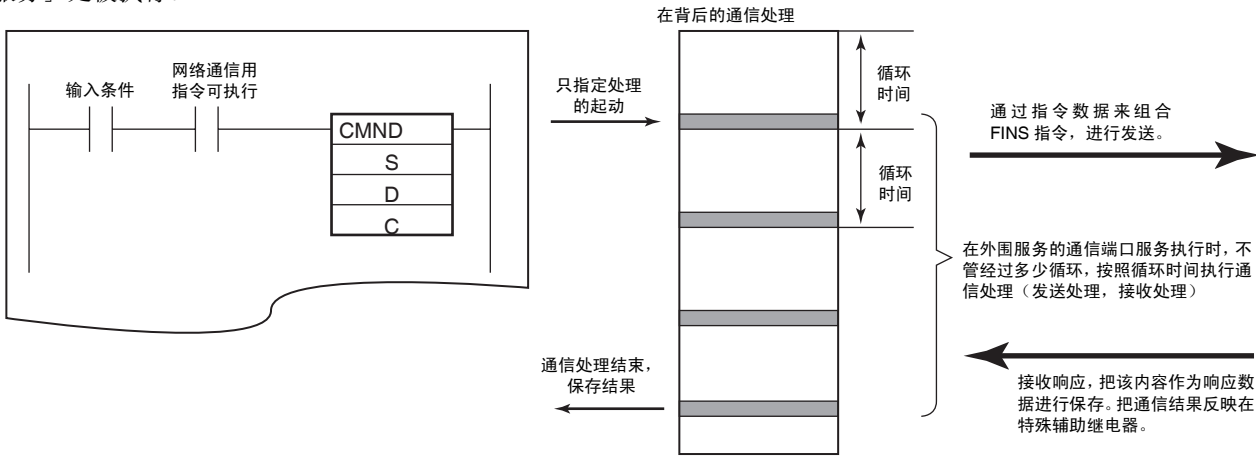 在背后的通信处理
输入条件
网络通信用
指令可执行
CMND
S
D
C
只指定处理
的起动
循环
时间
循环
时间
通过指令数据来组合
FINS 指令，进行发送。
在外围服务的通信端口服务执行时，不
管经过多少循环，按照循环时间执行通
信处理（发送处理，接收处理）
通信处理结束，
保存结果
接收响应，把该内容作为响应数
据进行保存。把通信结果反映在
特殊辅助继电器。